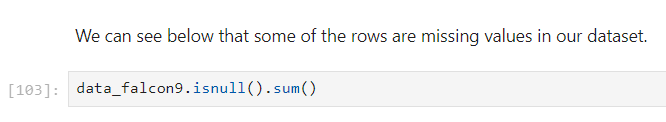 We can see below that some of the rows are missing values in our dataset.
[103]: data_falcon9.isnull().sum()